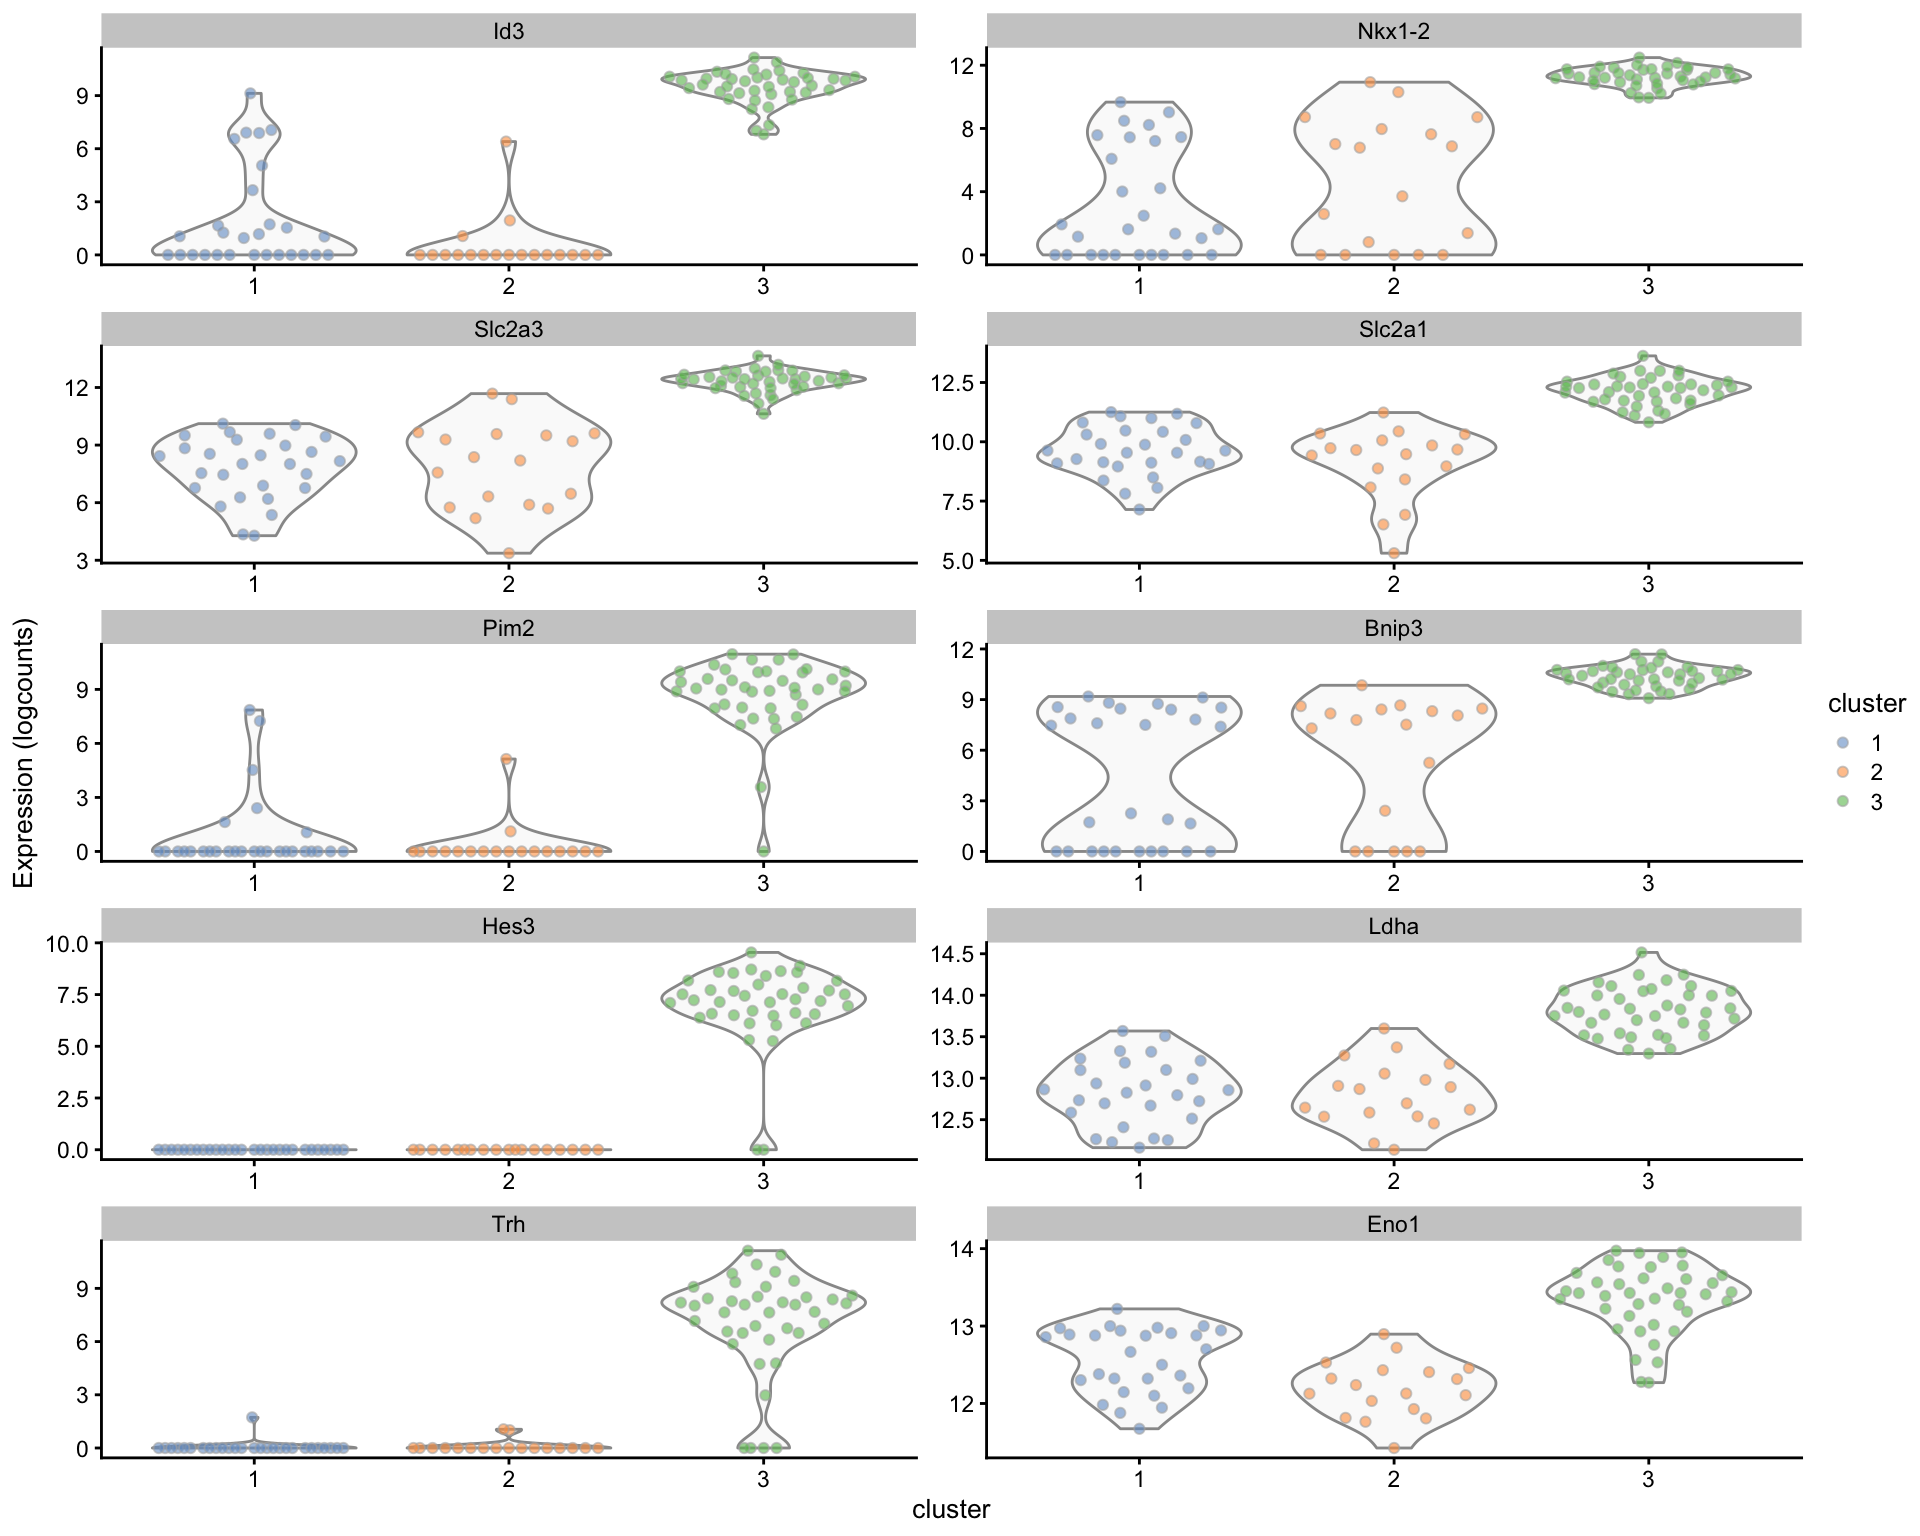 Id3
Nkx1-2
9
6
3
0
1 2 3
12
8
4
0
1 2 3
Slc2a3
Slc2a1
12
9
6
3
1 2 3
12.5
10.0
7.5
5.0
1 2 3
Pim2
Bnip3
9
6
3
0
1 2 3
12
9
6
3
0
1 2 3
Hes3
Ldha
10.0
7.5
5.0
2.5
0.0
1 2 3
14.5
14.0
13.5
13.0
12.5
1 2 3
Trh
Eno1
9
6
3
0
1 2 3
14
13
12
1 2 3
Expression (logcounts)
cluster
cluster
1
2
3